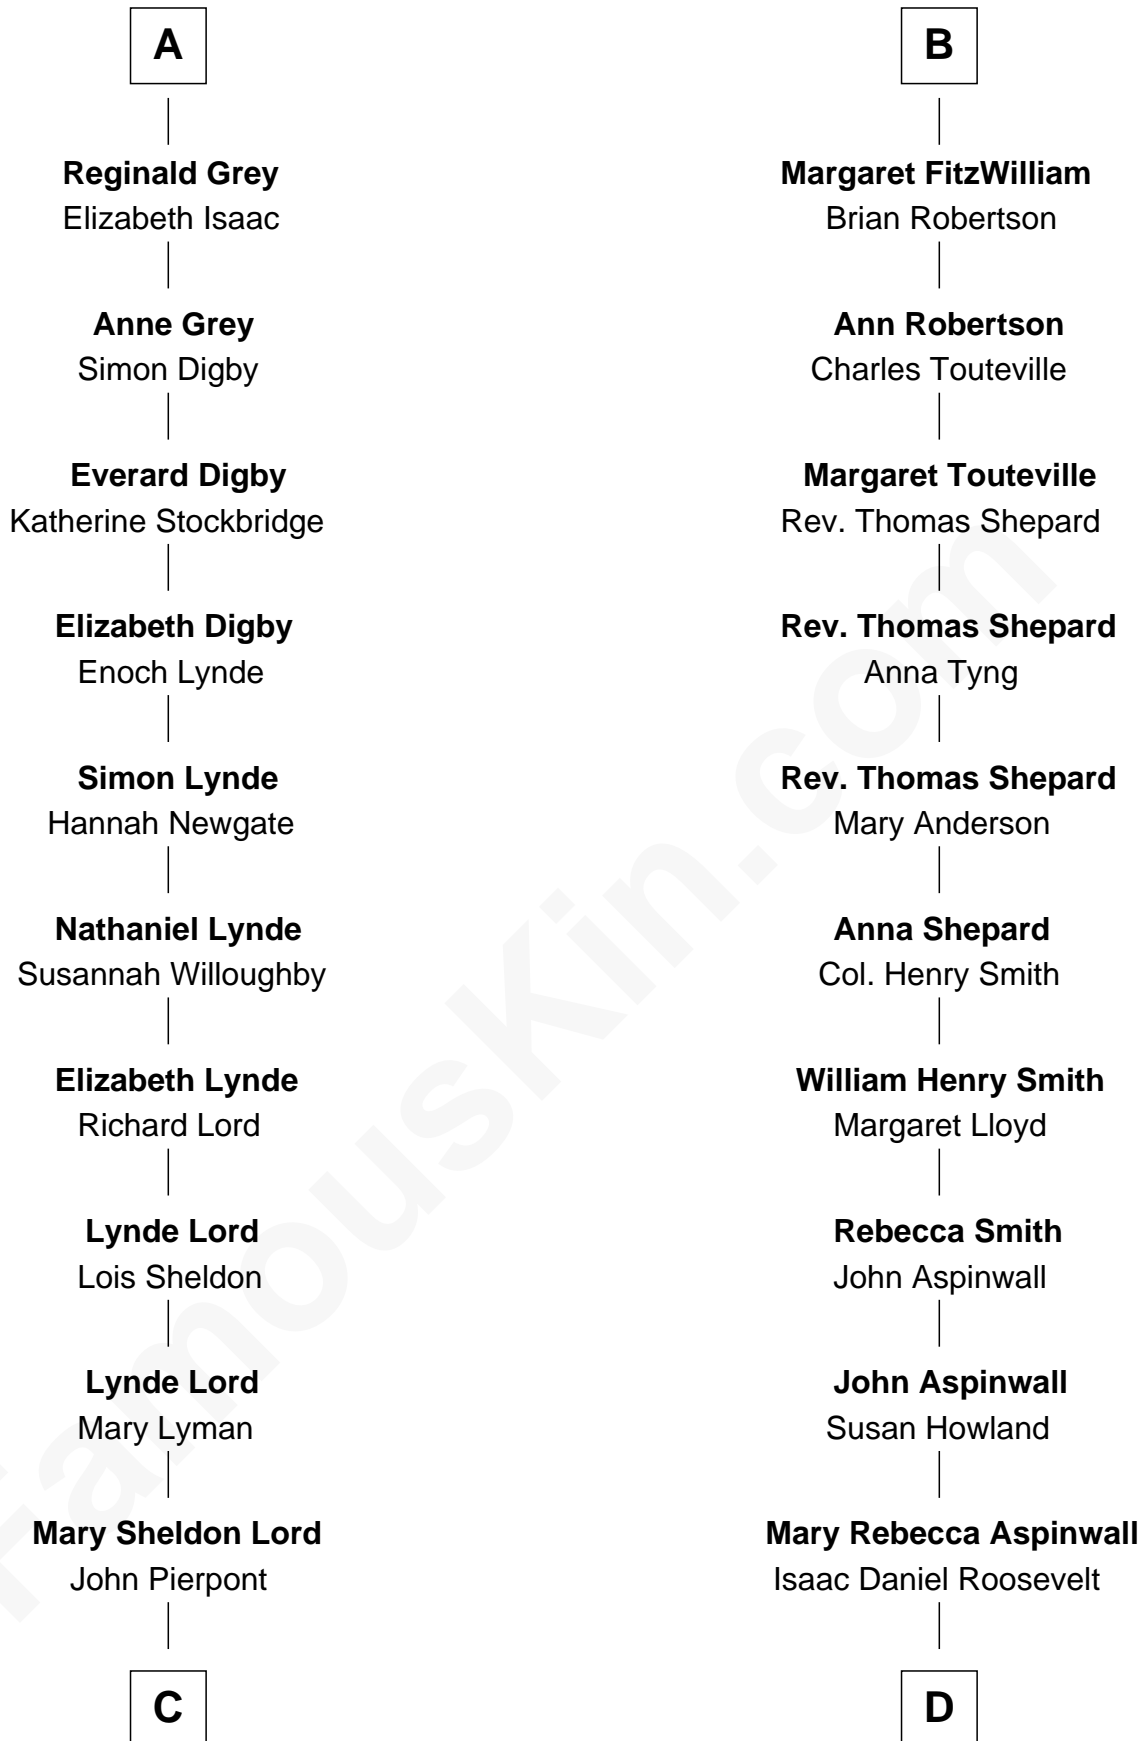 A
Reginald Grey
Elizabeth Isaac
Anne Grey
Simon Digby
Everard Digby
Katherine Stockbridge
Elizabeth Digby
Enoch Lynde
Simon Lynde
Hannah Newgate
Nathaniel Lynde
Susannah Willoughby
Elizabeth Lynde
Richard Lord
Lynde Lord
Lois Sheldon
Lynde Lord
Mary Lyman
Mary Sheldon Lord
John Pierpont
C
B
Margaret FitzWilliam
Brian Robertson
Ann Robertson
Charles Touteville
Margaret Touteville
Rev. Thomas Shepard
Rev. Thomas Shepard
Anna Tyng
Rev. Thomas Shepard
Mary Anderson
Anna Shepard
Col. Henry Smith
William Henry Smith
Margaret Lloyd
Rebecca Smith
John Aspinwall
John Aspinwall
Susan Howland
Mary Rebecca Aspinwall
Isaac Daniel Roosevelt
D
FamousKin.com